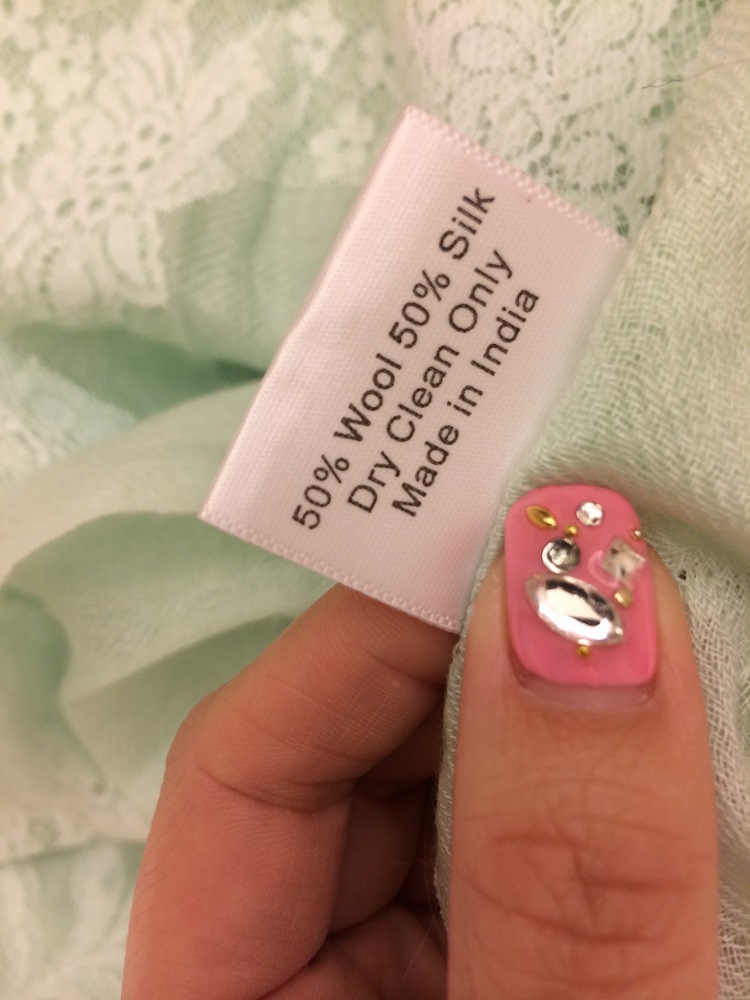 50% Wool 50% Silk
Dry Clean Only
Made in India